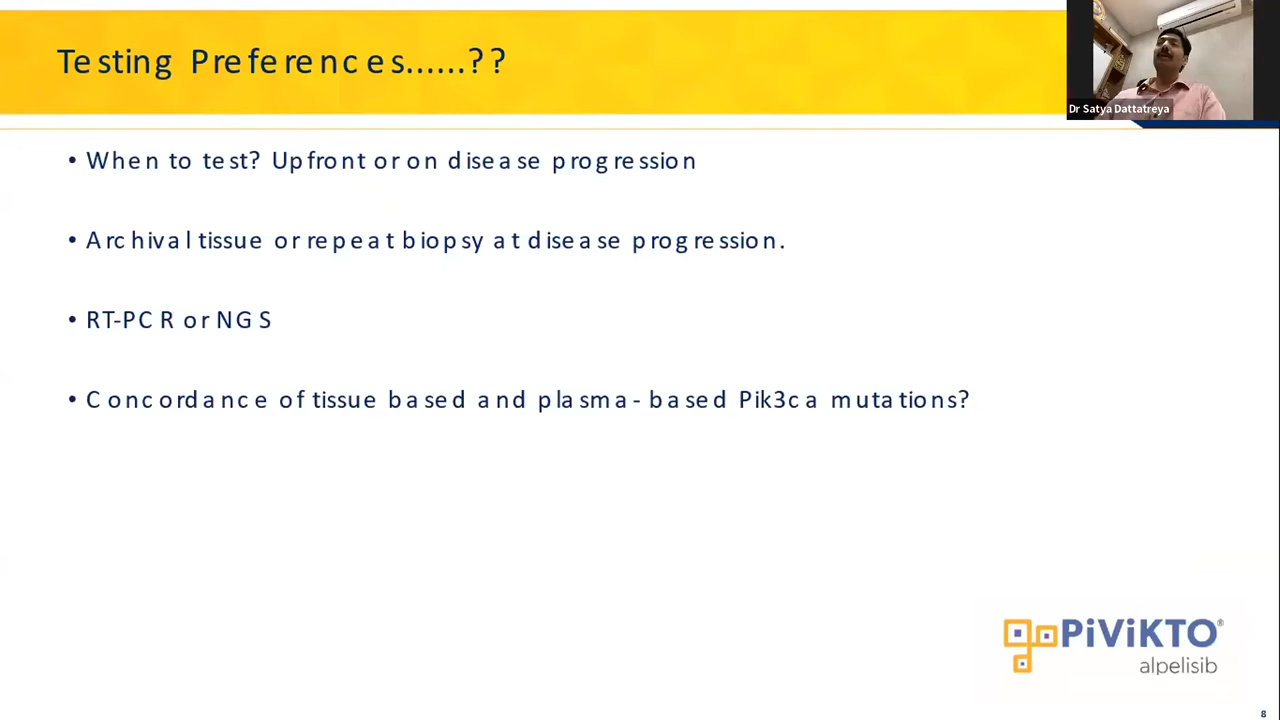 Testing Preferences......??
Dr Satya Dattatreya
• When to test? Upfront or on disease progression
• Archival tissue or repeat biopsy at disease progression.
• RT-PCR or NGS
• Concordance of tissue based and plasma- based Pik3ca mutations?
PiViKTO®
alpelisib
8